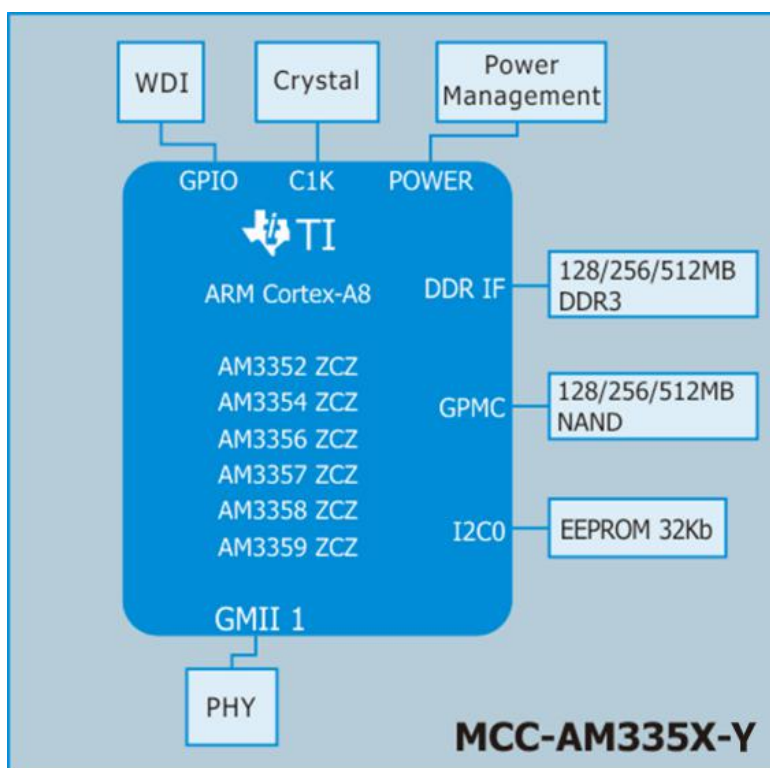 WDI
Crystal
Power
Management
GPIO
C1K
POWER
TI
ARM Cortex-A8
DDR IF
128/256/512MB
DDR3
AM3352 ZCZ
AM3354 ZCZ
AM3356 ZCZ
AM3357 ZCZ
AM3358 ZCZ
AM3359 ZCZ
GPMC
128/256/512MB
NAND
I2C0
EEPROM 32Kb
GMII 1
PHY
MCC-AM335X-Y